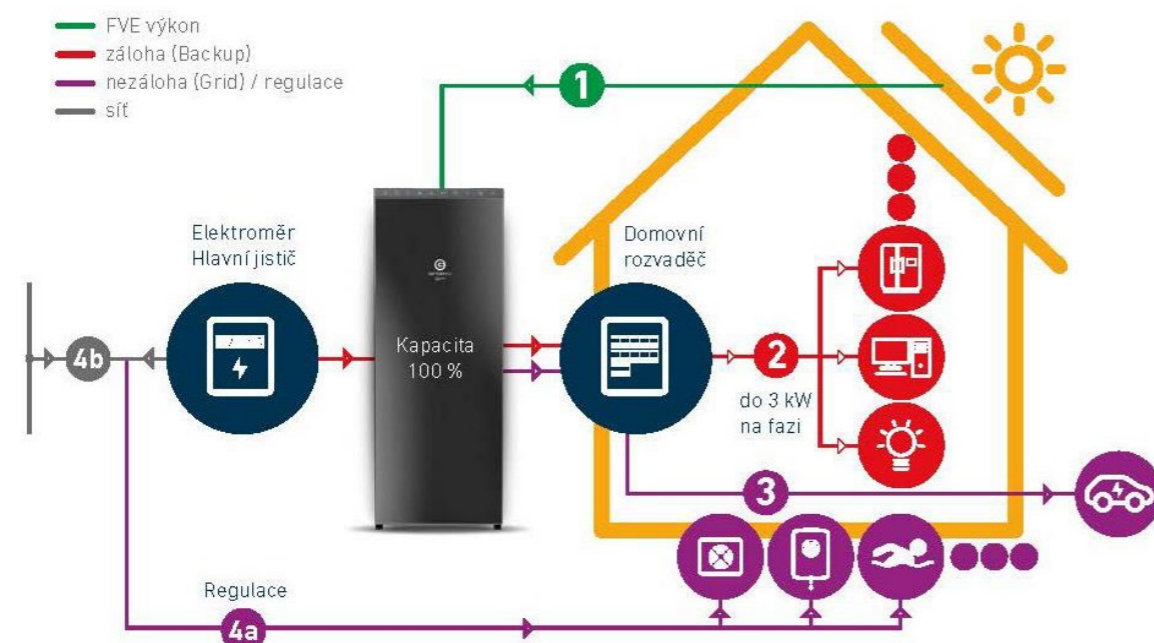 FVE výkon
záloha (Backup)
nezáloha (Grid) / regulace
síť
1
Elektroměr
Hlavní jistič
Domovní
rozvaděč
Kapacita
100 %
4b
2
do 3 kW
na fazi
3
Regulace
4a